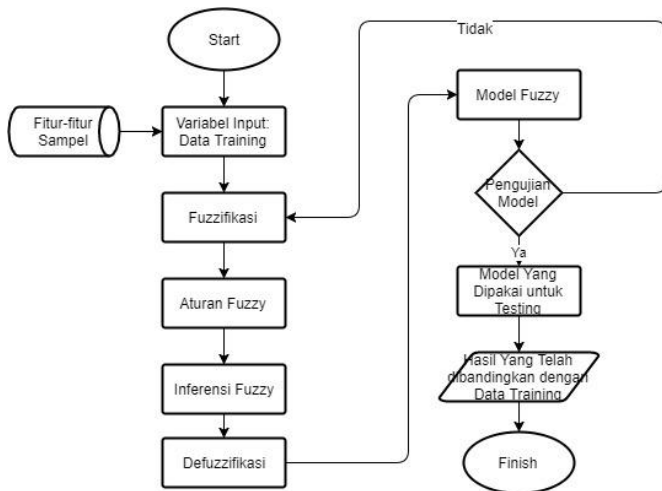 Start
Fitur-fitur
Sampel
Variabel Input:
Data Training
Fuzzifikasi
Aturan Fuzzy
Inferensi Fuzzy
Defuzzifikasi
Tidak
Model Fuzzy
Pengujian
Model
Ya
Model Yang
Dipakai untuk
Testing
Hasil Yang Telah
dibandingkan dengan
Data Training
Finish